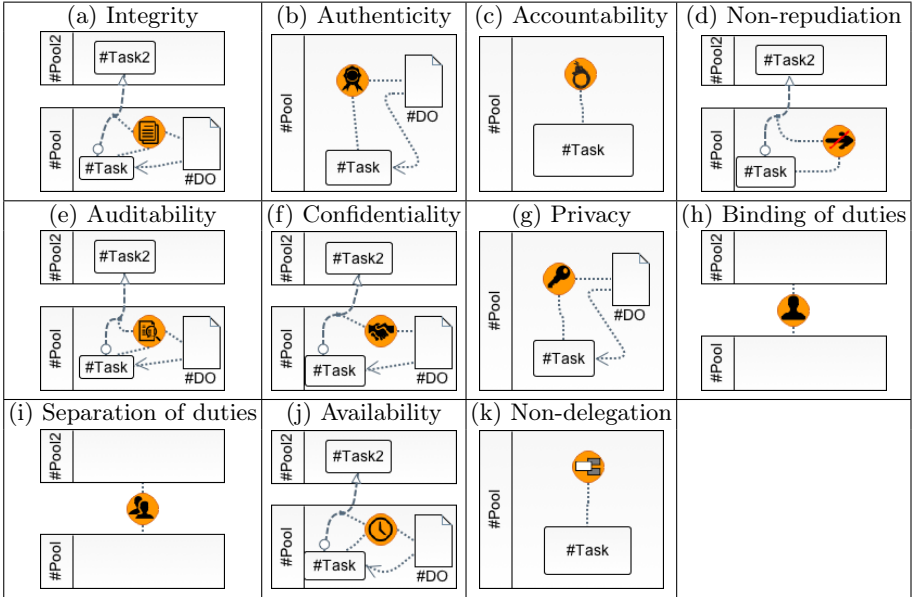 (a) Integrity
#Pool2
#Task2
#Pool
#Task
#DO
(b) Authenticity
#Pool
#DO
#Task
(c) Accountability
#Pool
#Task
(d) Non-repudiation
#Pool2
#Task2
#Pool
#Task
(e) Auditability
#Pool2
#Task2
#Pool
#Task
#DO
(f) Confidentiality
#Pool2
#Task2
#Pool
#Task
#DO
(g) Privacy
#Pool
#DO
#Task
(h) Binding of duties
#Pool2
#Pool
(i) Separation of duties
#Pool2
#Pool
(j) Availability
#Pool2
#Task2
#Pool
#Task
#DO
(k) Non-delegation
#Pool
#Task